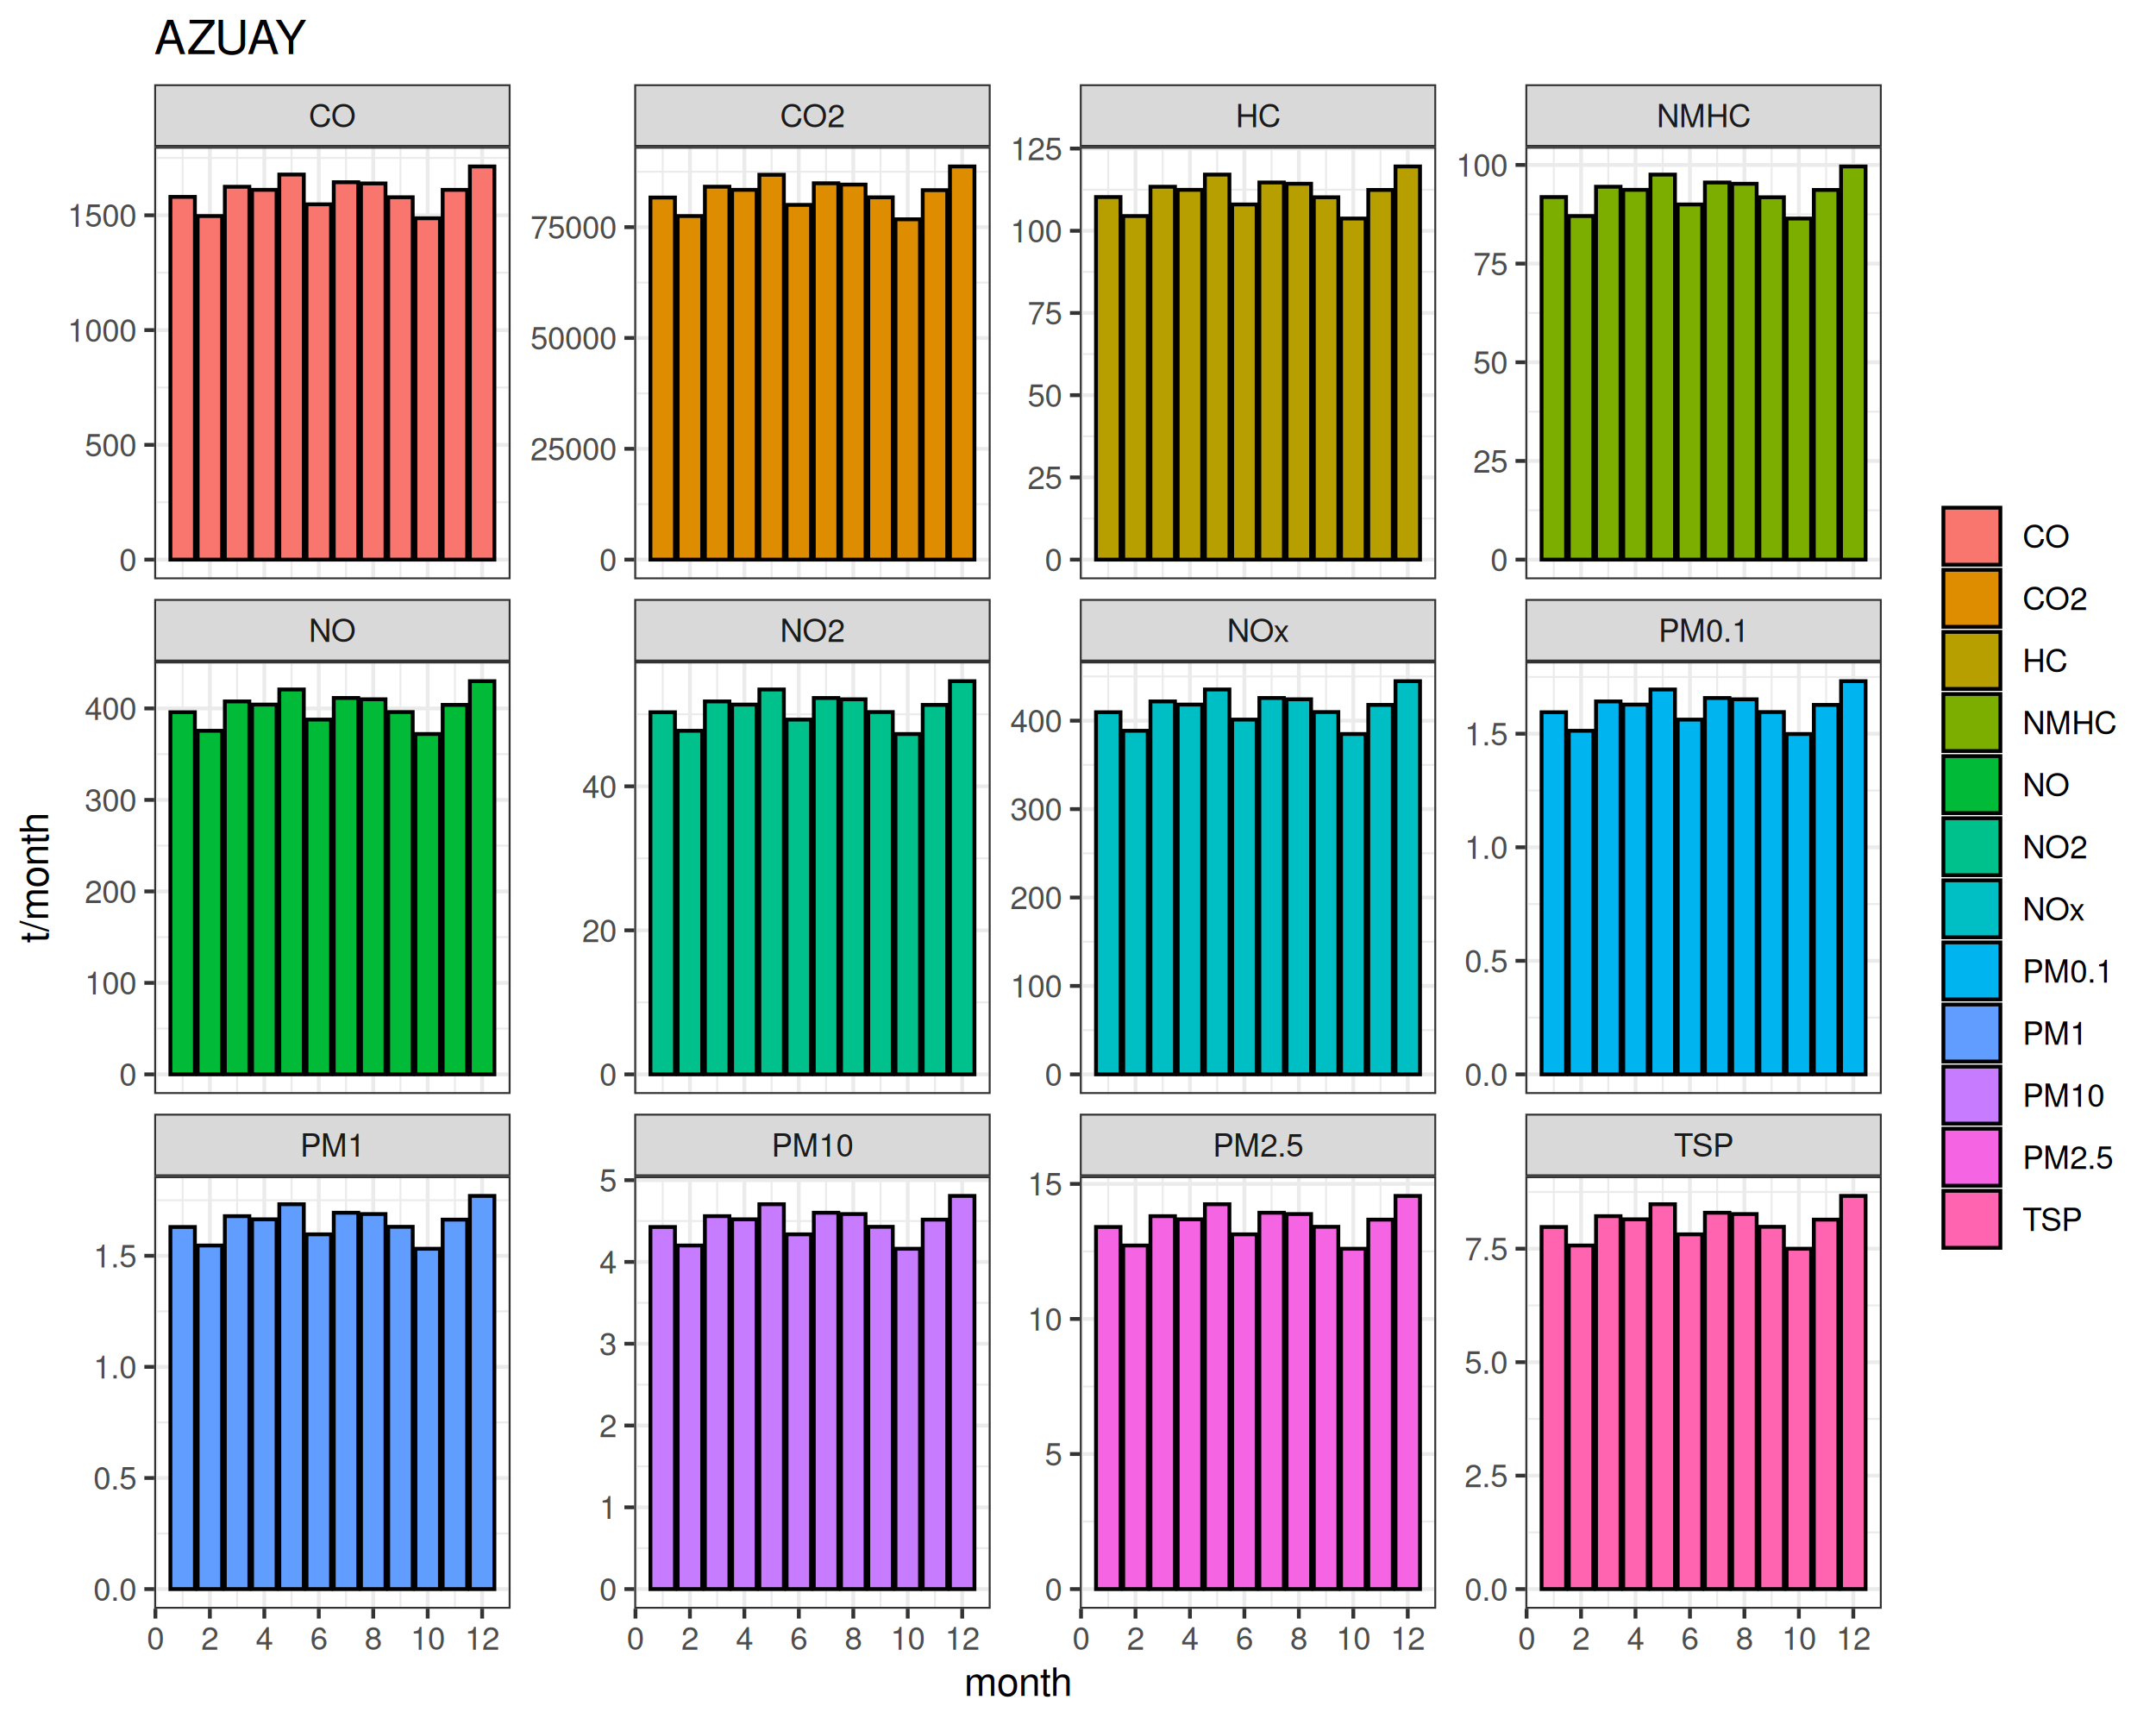 AZUAY
CO
CO2
HC
NMHC
1500
1000
500
0
75000
50000
25000
0
125
100
75
50
25
0
100
75
50
25
0
NO
NO2
NOx
PM0.1
400
300
200
100
0
40
20
0
400
300
200
100
0
1.5
1.0
0.5
0.0
PM1
PM10
PM2.5
TSP
1.5
1.0
0.5
0.0
5
4
3
2
1
0
15
10
5
0
7.5
5.0
2.5
0.0
0 2 4 6 8 10 12
0 2 4 6 8 10 12
0 2 4 6 8 10 12
0 2 4 6 8 10 12
month
t/month
CO
CO2
HC
NMHC
NO
NO2
NOx
PM0.1
PM1
PM10
PM2.5
TSP